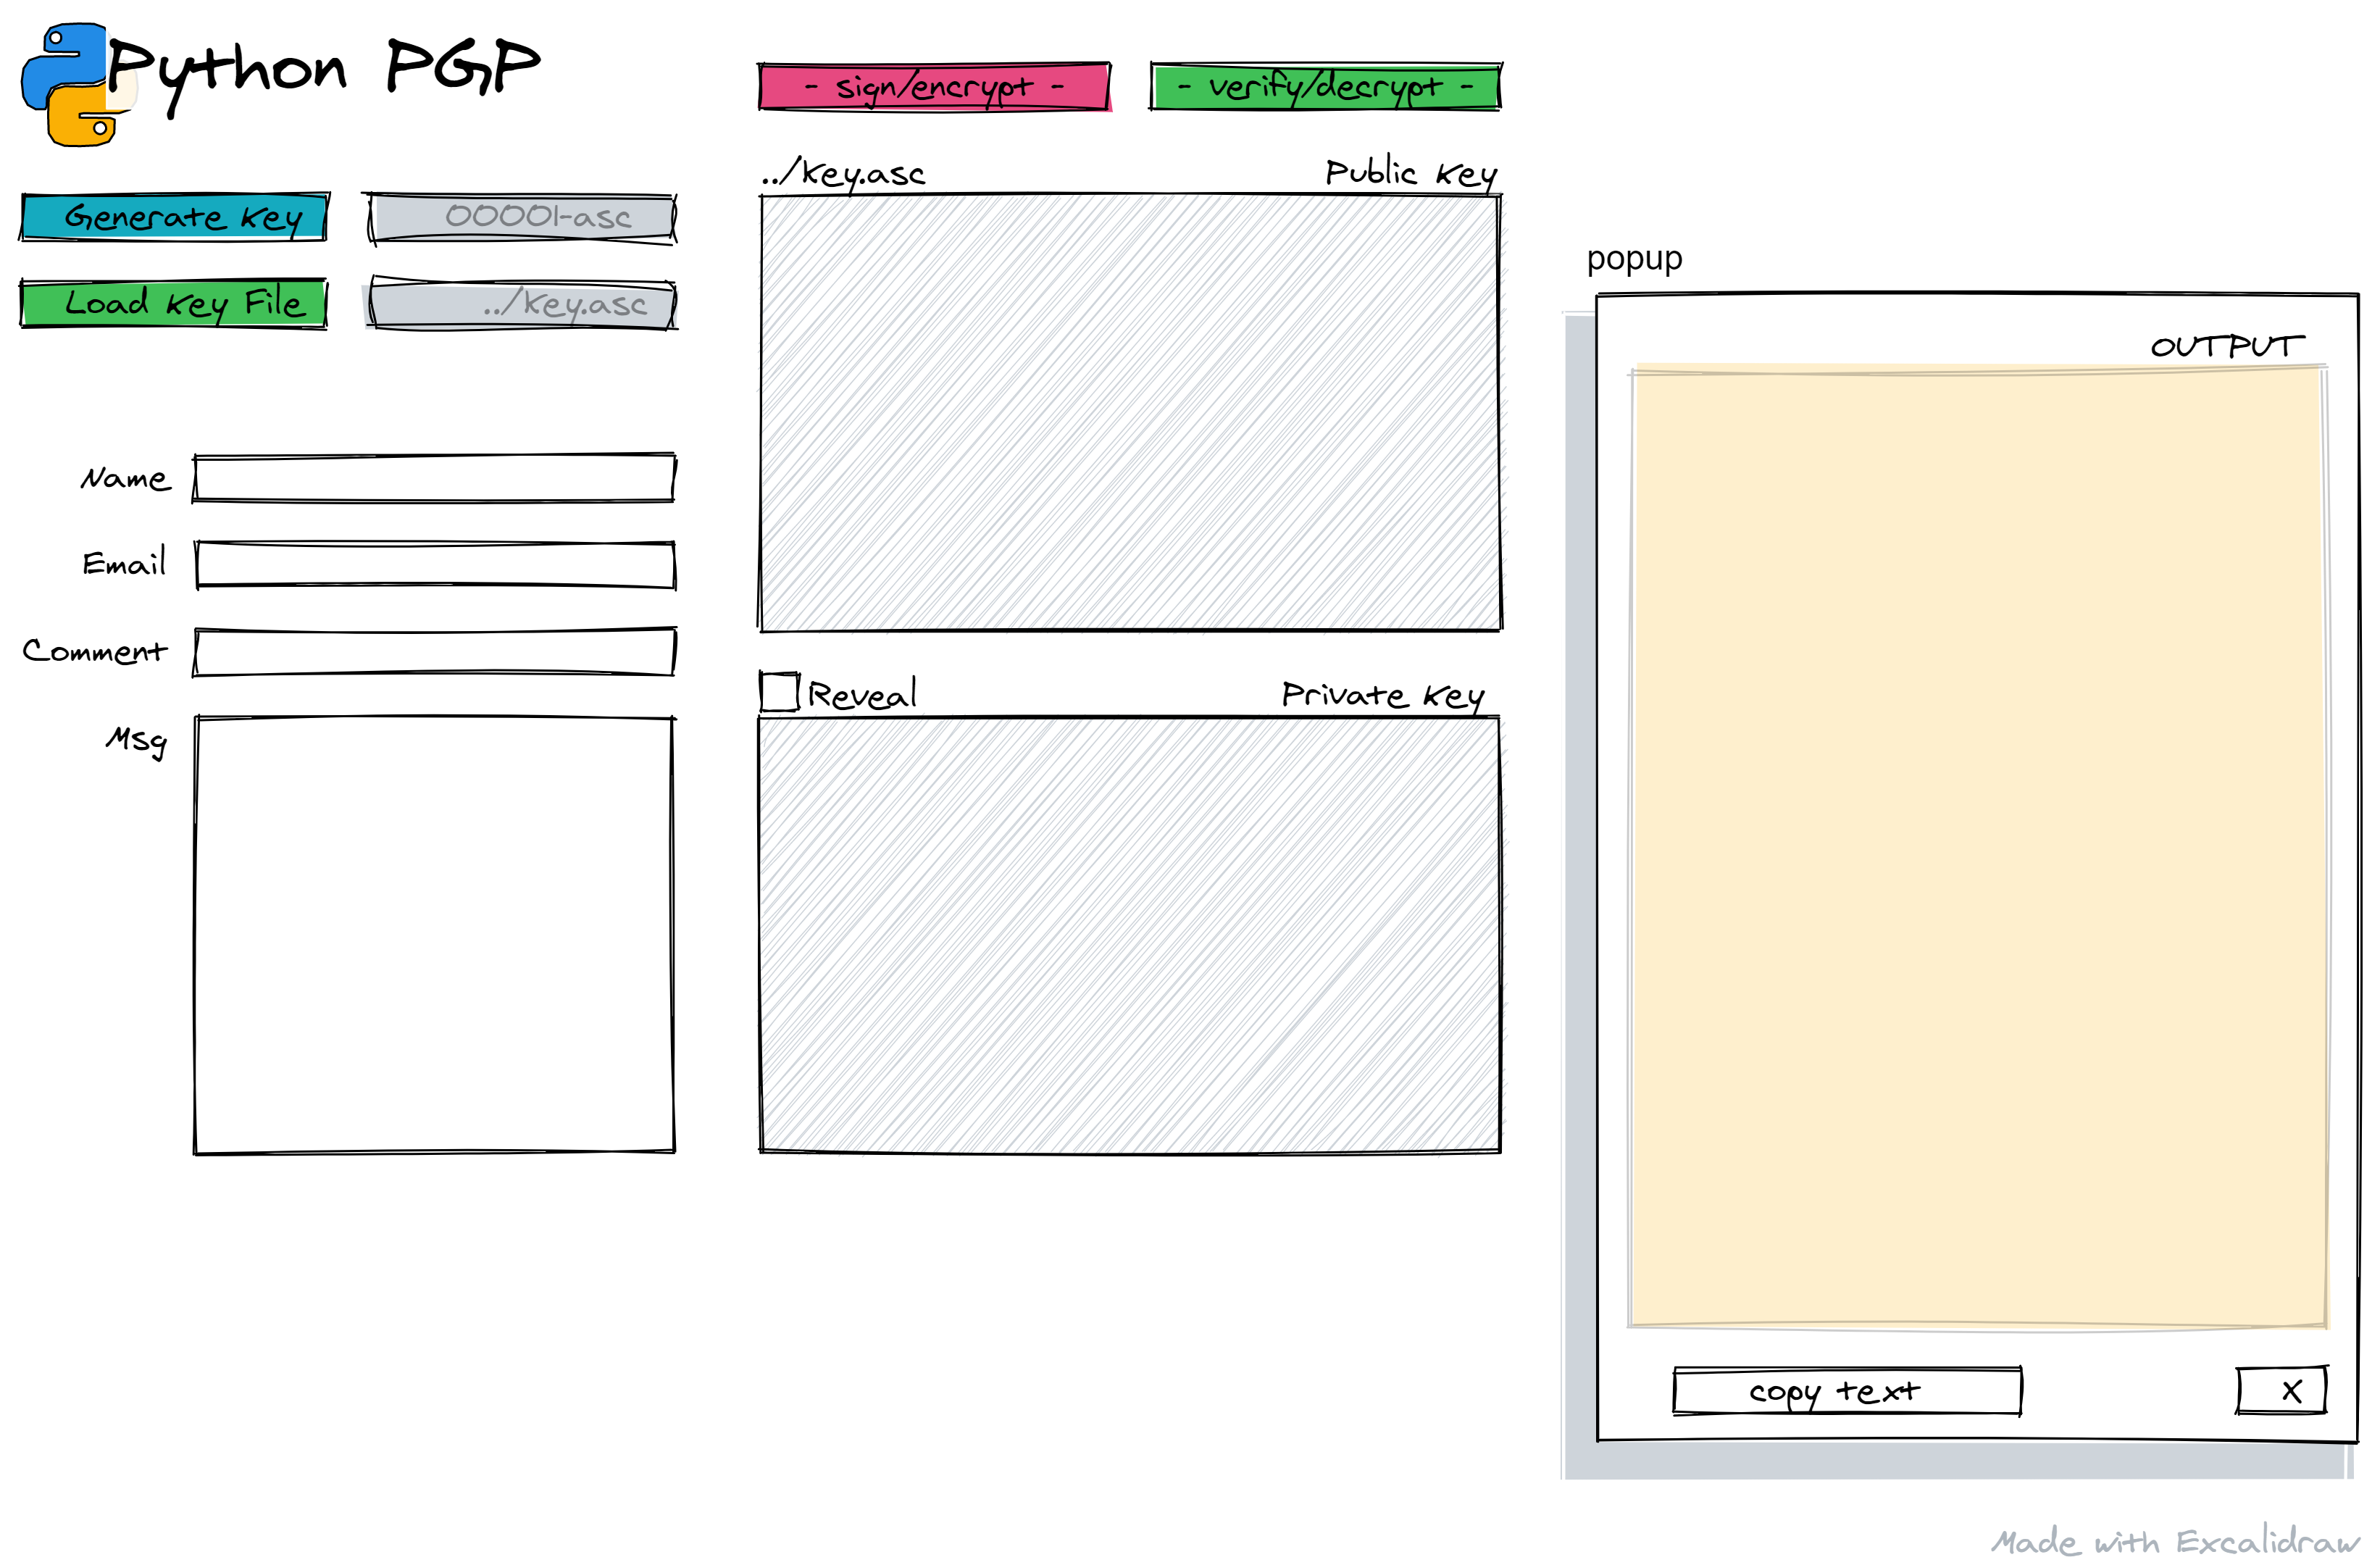 Python PGP
Generate Key
00001-asc
Load Key File
../key.asc
Name
Email
Comment
Msg
- sign/encrypt -
- verify/decrypt -
../key.asc
Public Key
Reveal
Private Key
popup
OUTPUT
copy text
X
Made with Excalidraw